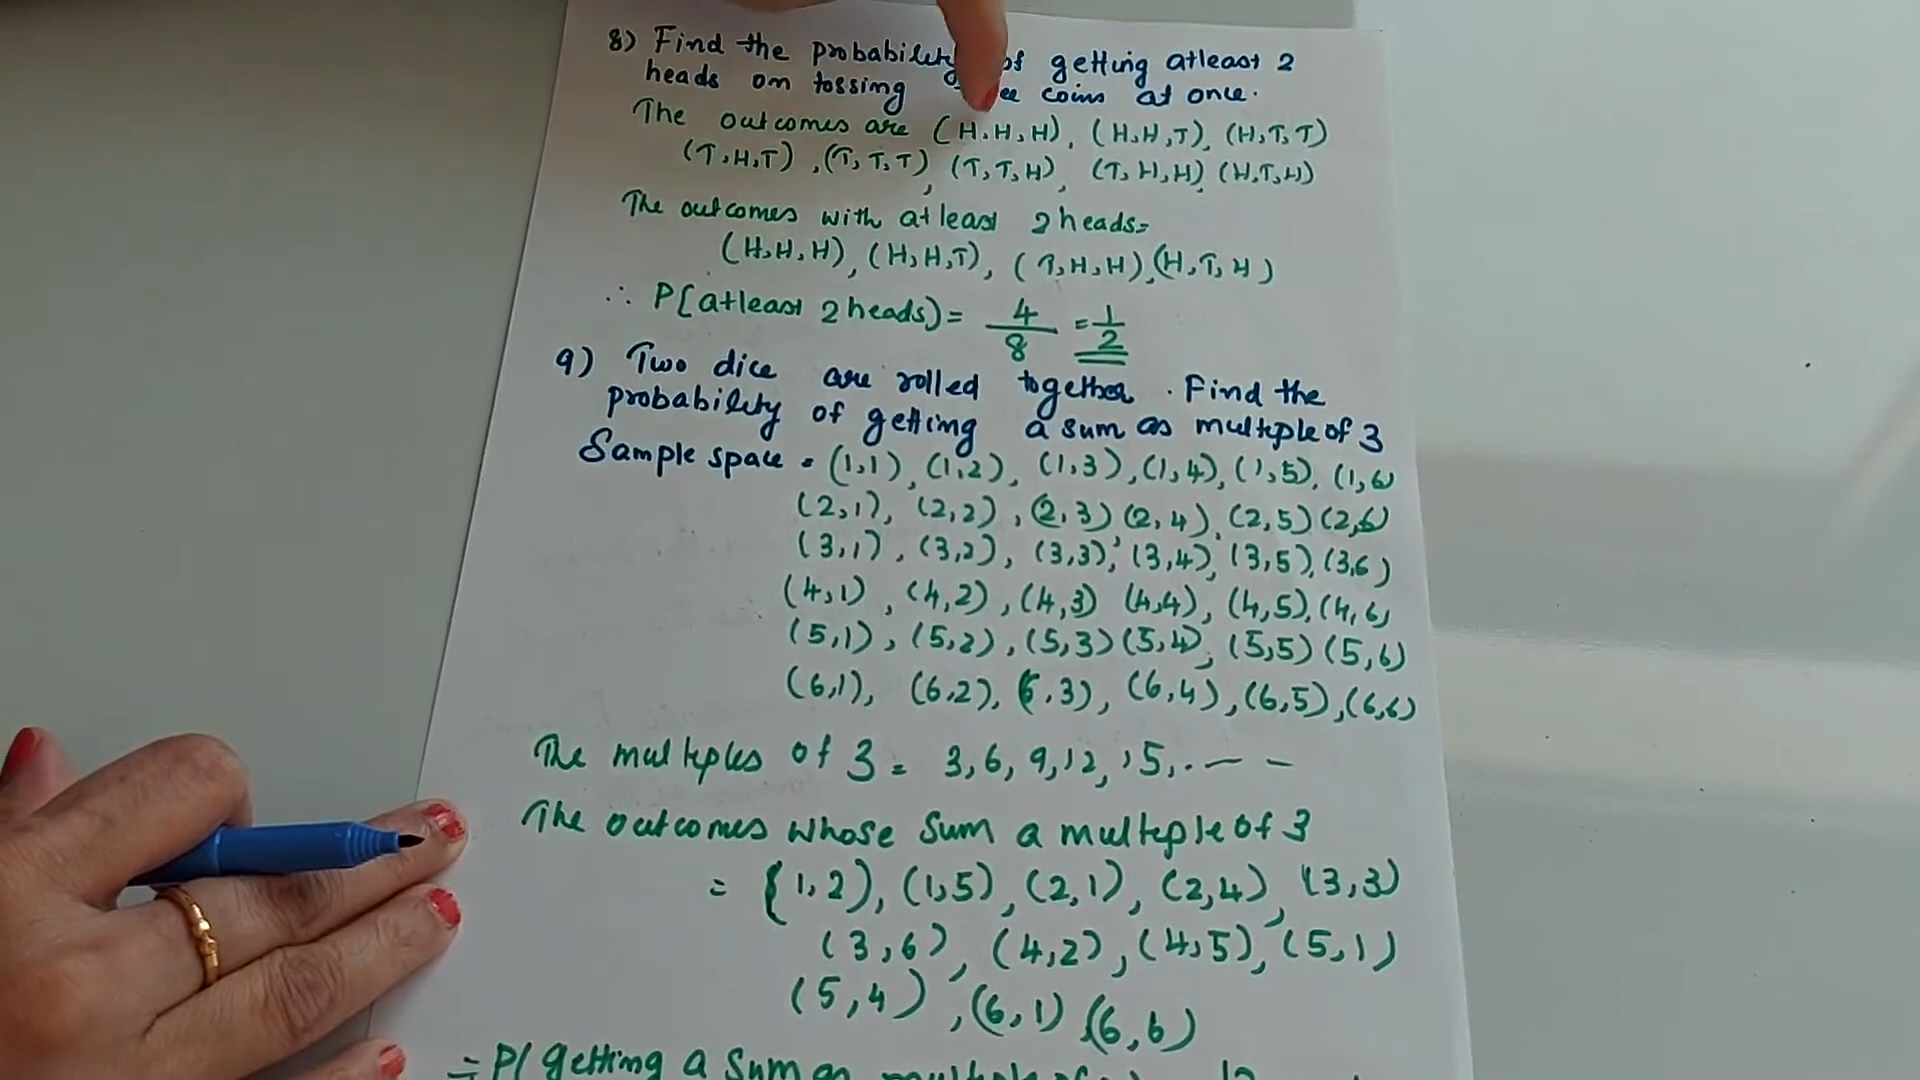 8) Find the probability of getting atleast 2
heads on tossing coins at once.
The outcomes are (H,H,H), (H,H,T), (H,T,T)
(T,H,T), (T,T,T), (T,T,H), (T,H,H) (H,T,H)
The outcomes with atleast 2 heads=
(H,H,H), (H,H,T), (T,H,H), (H,T,H)
∴ P(atleast 2 heads) = 4/8 = 1/2
9) Two dice are rolled together. Find the
probability of getting a sum as multiple of 3
Sample space = (1,1), (1,2), (1,3), (1,4), (1,5), (1,6
(2,1), (2,2), (2,3) (2,4), (2,5) (2,6)
(3,1), (3,2), (3,3), (3,4), (3,5), (3,6)
(4,1), (4,2), (4,3) (4,4), (4,5), (4,6)
(5,1), (5,2), (5,3) (5,4), (5,5) (5,6)
(6,1), (6,2), (6,3), (6,4), (6,5), (6,6)
The multiples of 3 = 3, 6, 9, 12, 15, . — –
The outcomes whose sum a multiple of 3
= {1,2), (1,5), (2,1), (2,4), (3,3)
(3,6), (4,2), (4,5), (5,1)
(5,4), (6,1) (6,6)
= P( getting a sum as